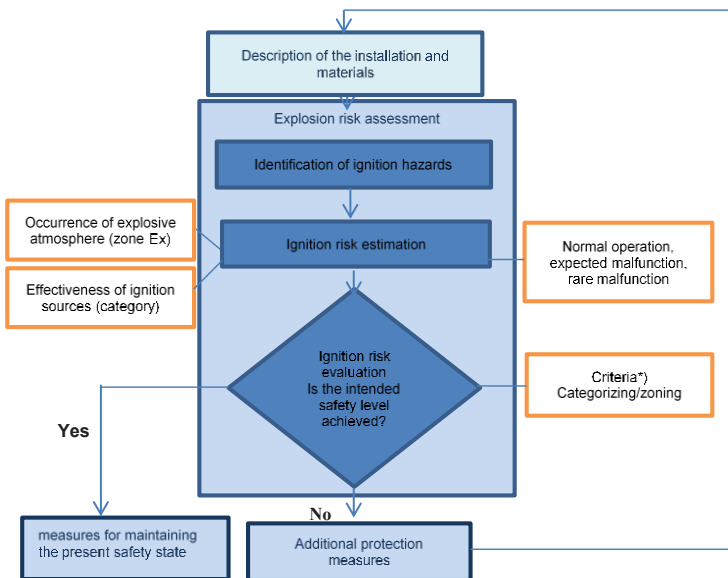 Description of the installation and
materials
Explosion risk assessment
Identification of ignition hazards
Occurrence of explosive
atmosphere (zone Ex)
Ignition risk estimation
Normal operation,
expected malfunction,
rare malfunction
Effectiveness of ignition
sources (category)
Ignition risk
evaluation
Is the intended
safety level
achieved?
Criteria*)
Categorizing/zoning
Yes
No
measures for maintaining
the present safety state
Additional protection
measures